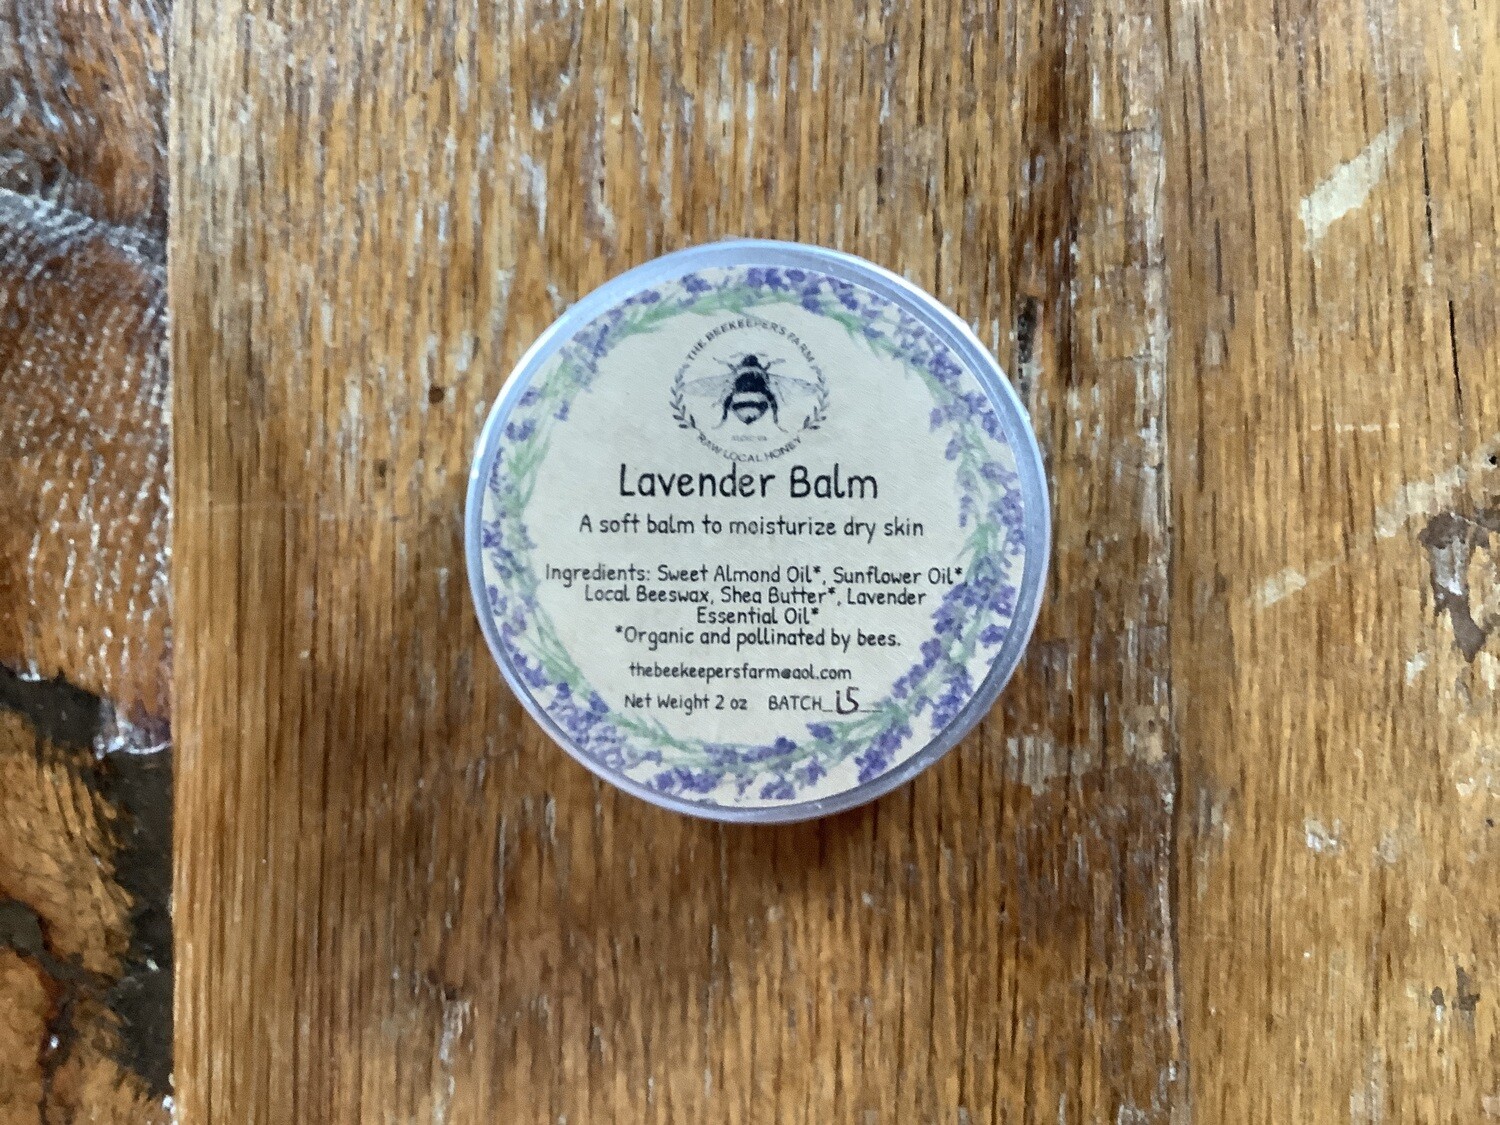 THE BEEKEEPERS FARM
RAW LOCAL HONEY
Lavender Balm
A soft balm to moisturize dry skin
Ingredients: Sweet Almond Oil*, Sunflower Oil*,
Local Beeswax, Shea Butter*, Lavender
Essential Oil*
*Organic and pollinated by bees.
thebeekeepersfarm@aol.com
Net Weight 2 oz BATCH 15